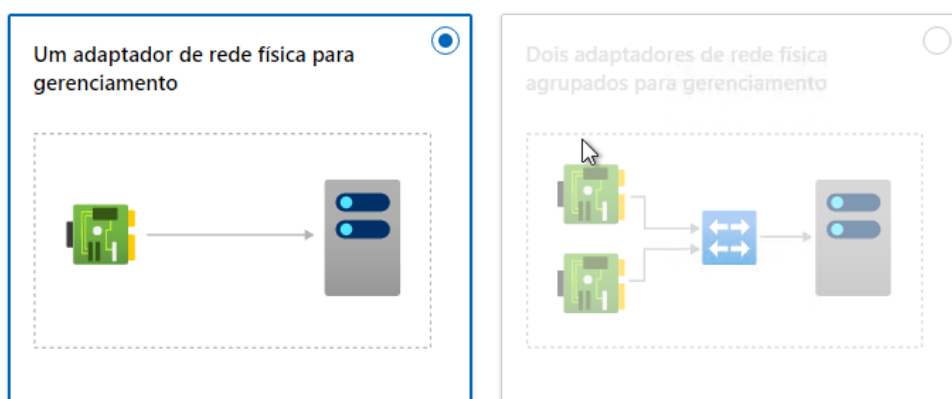 Um adaptador de rede física para
gerenciamento
Dois adaptadores de rede física
agrupados para gerenciamento